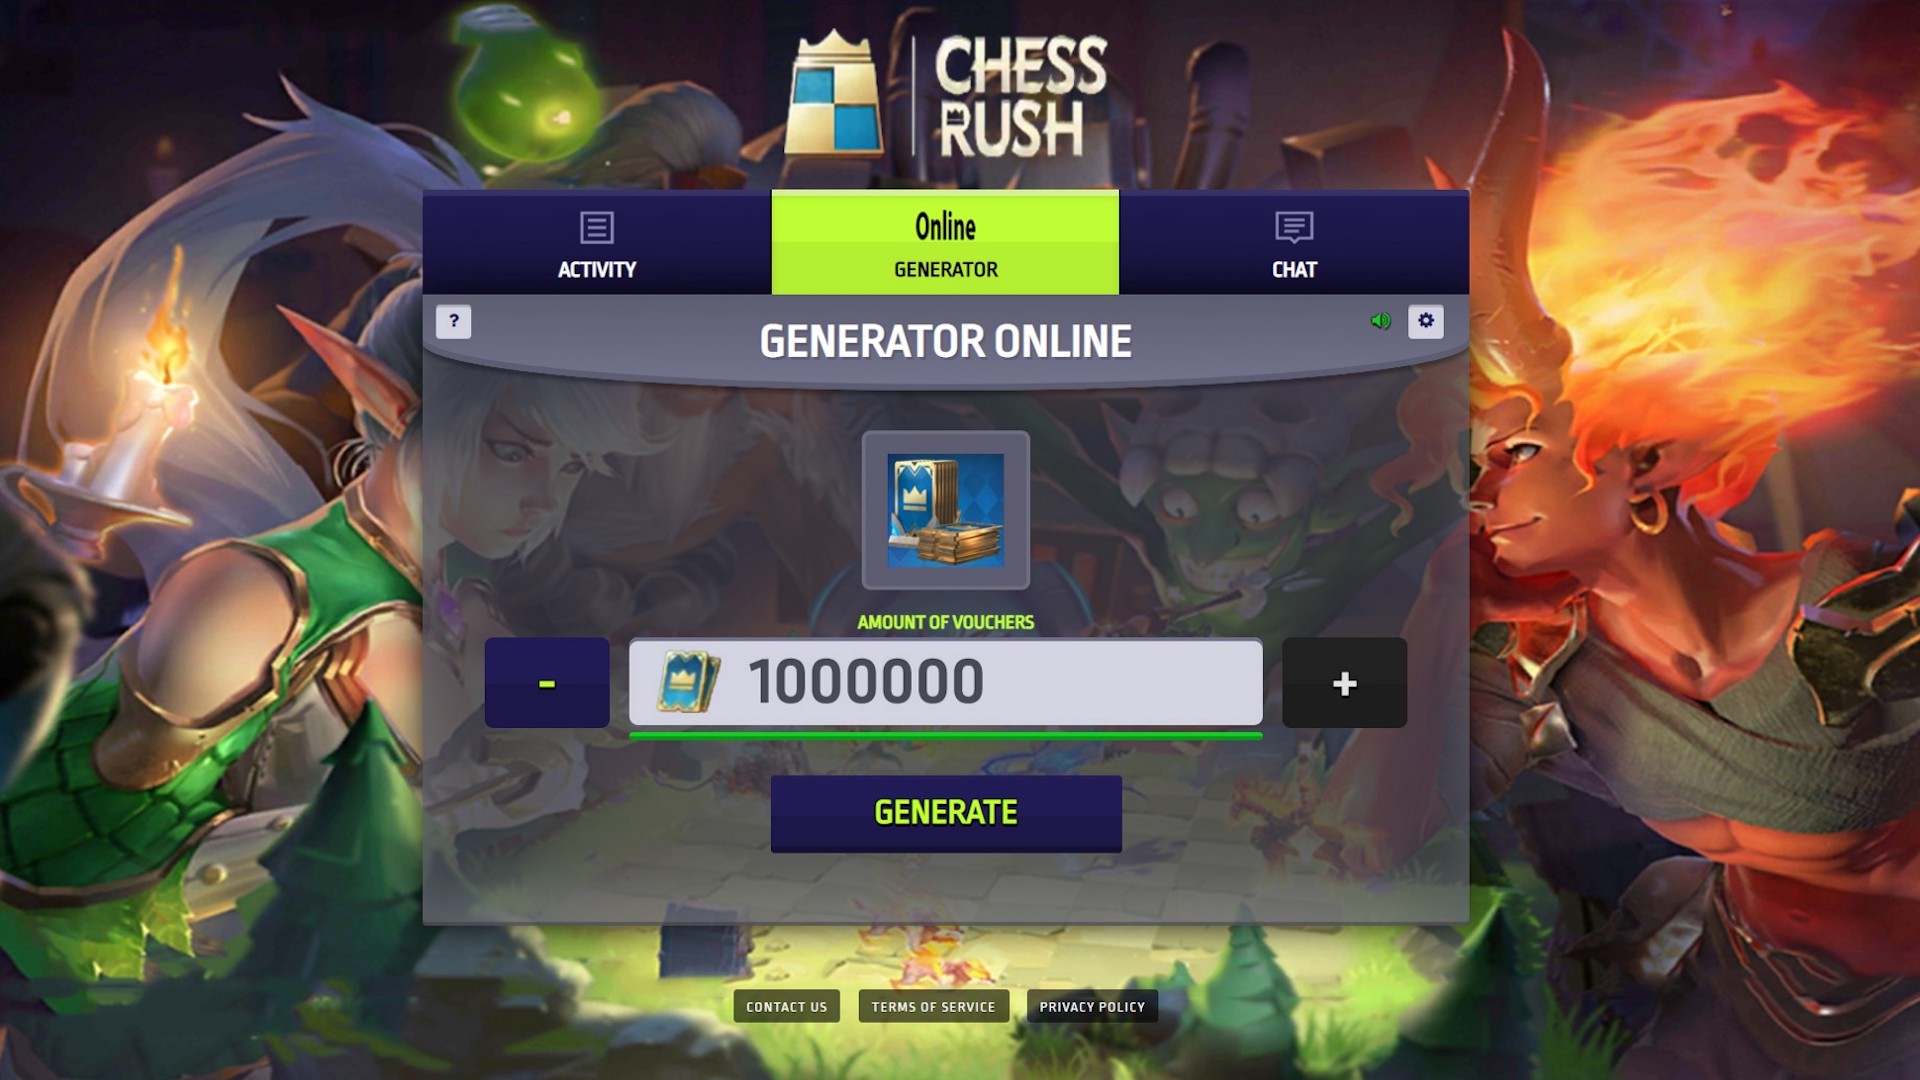 CHESS
RUSH
ACTIVITY
Online
GENERATOR
CHAT
?
GENERATOR ONLINE
AMOUNT OF VOUCHERS
-
1000000
+
GENERATE
CONTACT US
TERMS OF SERVICE
PRIVACY POLICY